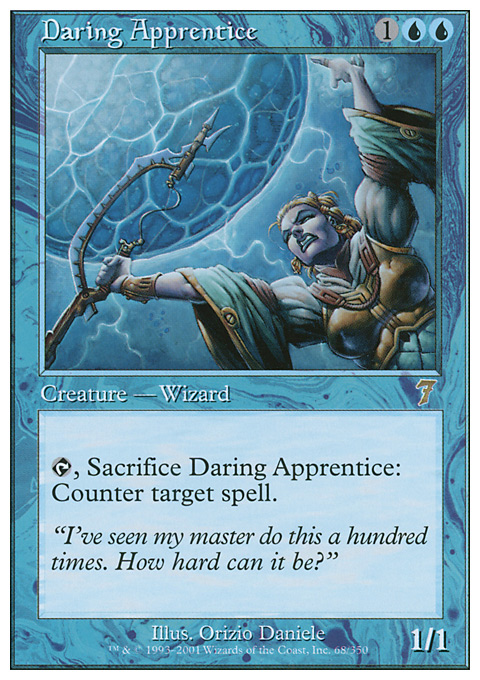 Daring Apprentice 1
Creature — Wizard
7
, Sacrifice Daring Apprentice:
Counter target spell.
“I’ve seen my master do this a hundred
times. How hard can it be?”
Illus. Orizio Daniele
™ & © 1993-2001 Wizards of the Coast, Inc. 68/350
1/1